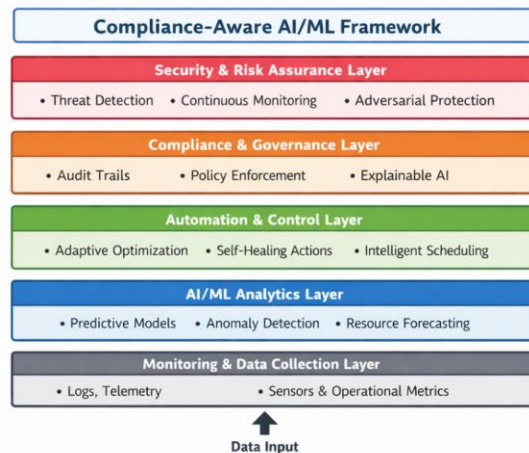 Compliance-Aware AI/ML Framework
Security & Risk Assurance Layer
• Threat Detection • Continuous Monitoring • Adversarial Protection
Compliance & Governance Layer
• Audit Trails • Policy Enforcement • Explainable AI
Automation & Control Layer
• Adaptive Optimization • Self-Healing Actions • Intelligent Scheduling
AI/ML Analytics Layer
• Predictive Models • Anomaly Detection • Resource Forecasting
Monitoring & Data Collection Layer
• Logs, Telemetry • Sensors & Operational Metrics
Data Input